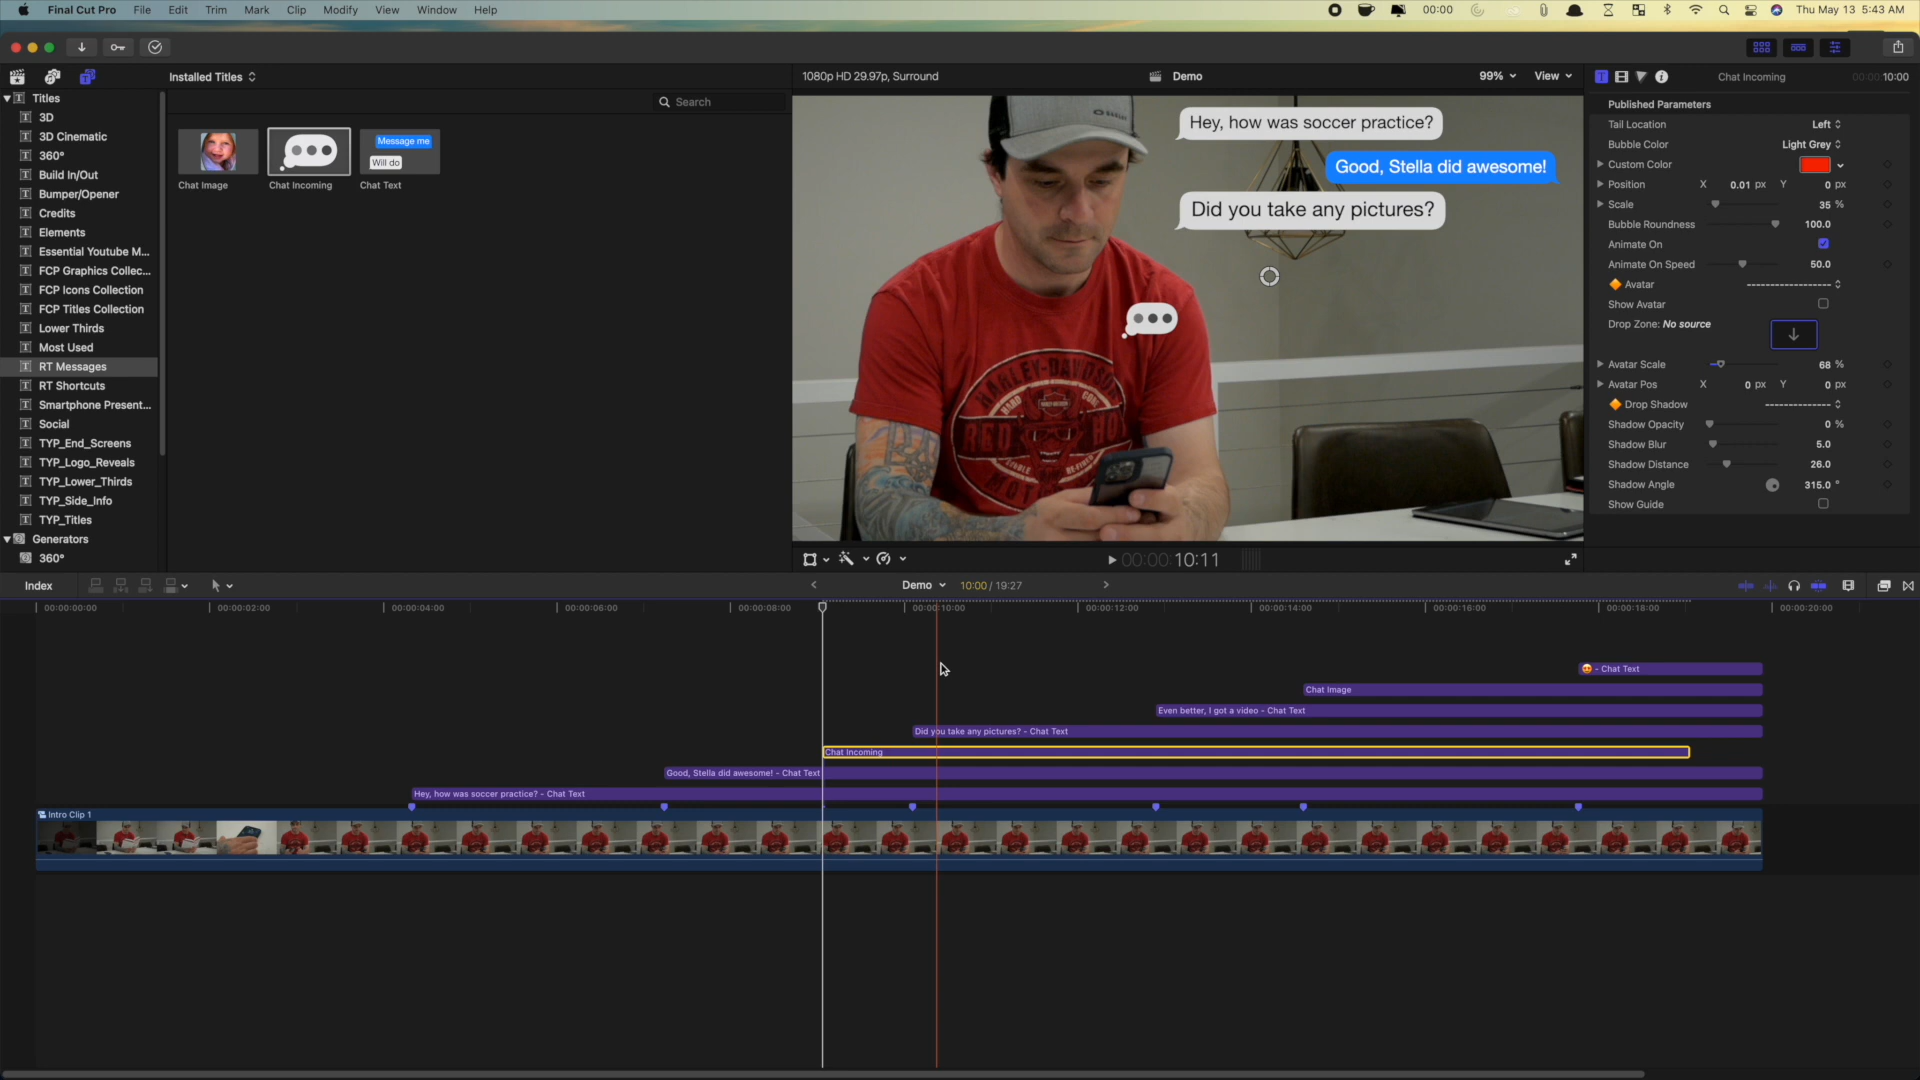 Final Cut Pro File Edit Trim Mark Clip Modify View Window Help 00:00 Thu May 13 5:43 AM
Installed Titles
1080p HD 29.97p, Surround Demo 99% View
Chat Incoming 00:00:10:00
Search
Titles
3D
3D Cinematic
360°
Build In/Out
Bumper/Opener
Credits
Elements
Essential Youtube M...
FCP Graphics Collec...
FCP Icons Collection
FCP Titles Collection
Lower Thirds
Most Used
RT Messages
RT Shortcuts
Smartphone Present...
Social
TYP_End_Screens
TYP_Logo_Reveals
TYP_Lower_Thirds
TYP_Side_Info
TYP_Titles
Generators
360°
Message me
Will do
Chat Image Chat Incoming Chat Text
Hey, how was soccer practice?
Good, Stella did awesome!
Did you take any pictures?
HARLEY-DAVIDSON
HARD CORE
RED HOT
Published Parameters
Tail Location Left
Bubble Color Light Grey
Custom Color
Position X 0.01 px Y 0 px
Scale 35 %
Bubble Roundness 100.0
Animate On
Animate On Speed 50.0
Avatar ------------------
Show Avatar
Drop Zone: No source
Avatar Scale 68 %
Avatar Pos X 0 px Y 0 px
Drop Shadow --------------
Shadow Opacity 0 %
Shadow Blur 5.0
Shadow Distance 26.0
Shadow Angle 315.0 °
Show Guide
00:00:10:11
Index Demo 10:00 / 19:27
00:00:00:00 00:00:02:00 00:00:04:00 00:00:06:00 00:00:08:00 00:00:10:00 00:00:12:00 00:00:14:00 00:00:16:00 00:00:18:00 00:00:20:00
😍 - Chat Text
Chat Image
Even better, I got a video - Chat Text
Did you take any pictures? - Chat Text
Chat Incoming
Good, Stella did awesome! - Chat Text
Hey, how was soccer practice? - Chat Text
Intro Clip 1